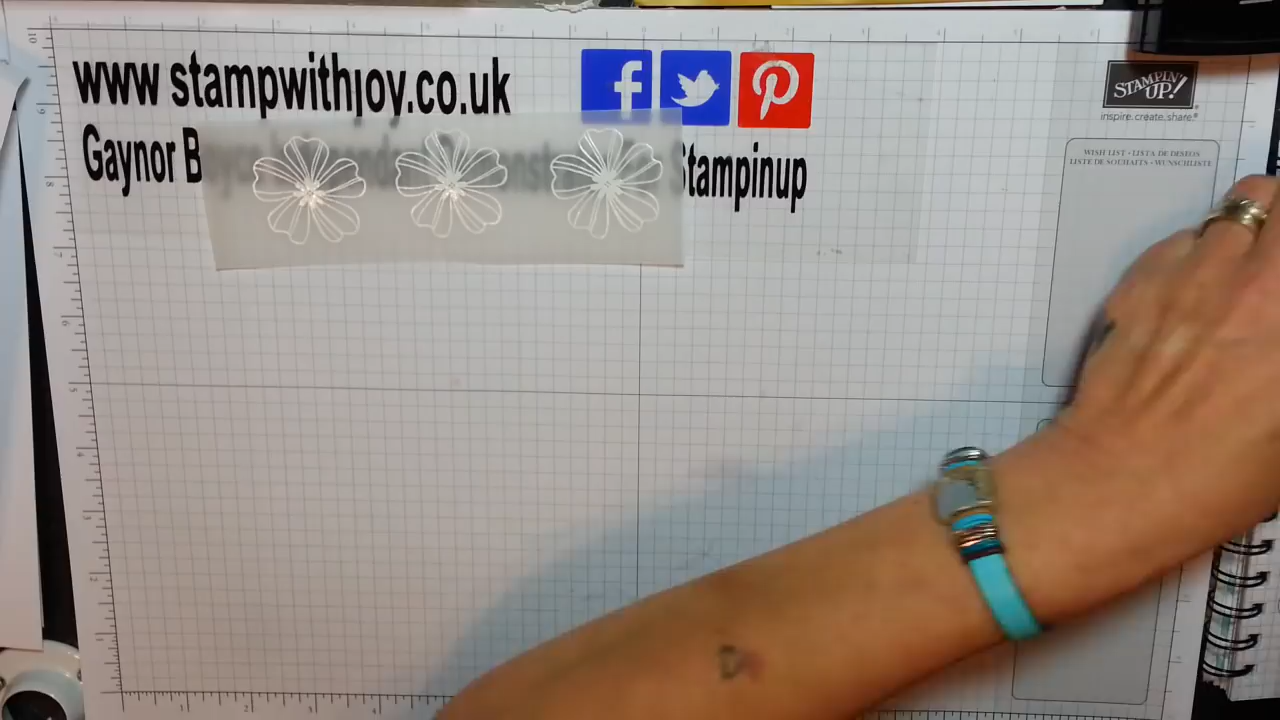 www stampwithjoy.co.uk
Gaynor B
Stampinup
STAMPIN' UP!
inspire.create.share.
WISH LIST • LISTA DE DESEOS
LISTE DE SOUHAITS • WUNSCHLISTE